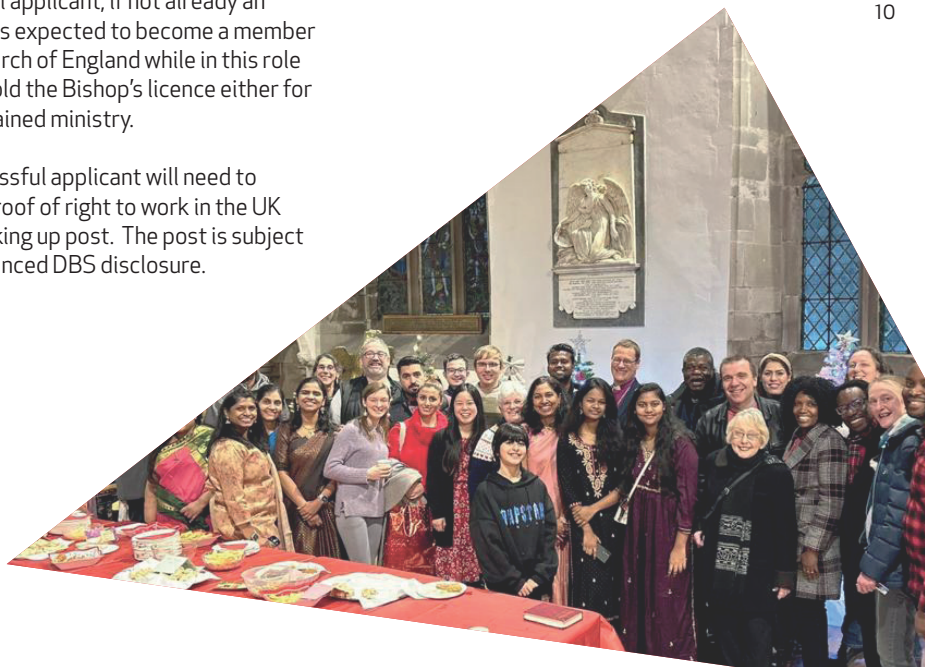 10
l applicant, if not already an
s expected to become a member
rch of England while in this role
old the Bishop’s licence either for
ained ministry.
ssful applicant will need to
roof of right to work in the UK
king up post.  The post is subject
nced DBS disclosure.